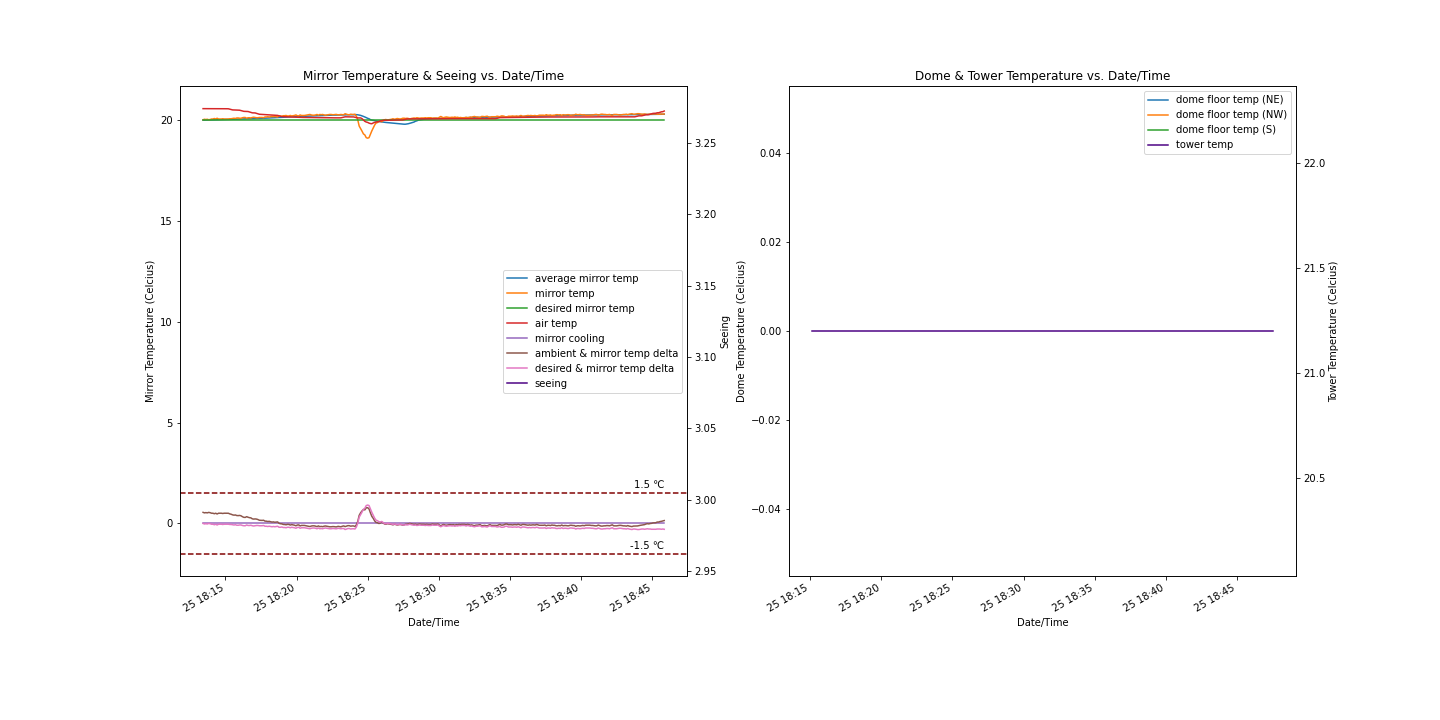 Mirror Temperature & Seeing vs. Date/Time
Mirror Temperature (Celcius)
20
15
10
5
0
3.25
3.20
3.15
3.10
3.05
3.00
2.95
Seeing
average mirror temp
mirror temp
desired mirror temp
air temp
mirror cooling
ambient & mirror temp delta
desired & mirror temp delta
seeing
1.5 ℃
-1.5 ℃
25 18:15
25 18:20
25 18:25
25 18:30
25 18:35
25 18:40
25 18:45
Date/Time
Dome & Tower Temperature vs. Date/Time
Dome Temperature (Celcius)
0.04
0.02
0.00
−0.02
−0.04
dome floor temp (NE)
dome floor temp (NW)
dome floor temp (S)
tower temp
22.0
21.5
21.0
20.5
Tower Temperature (Celcius)
25 18:15
25 18:20
25 18:25
25 18:30
25 18:35
25 18:40
25 18:45
Date/Time